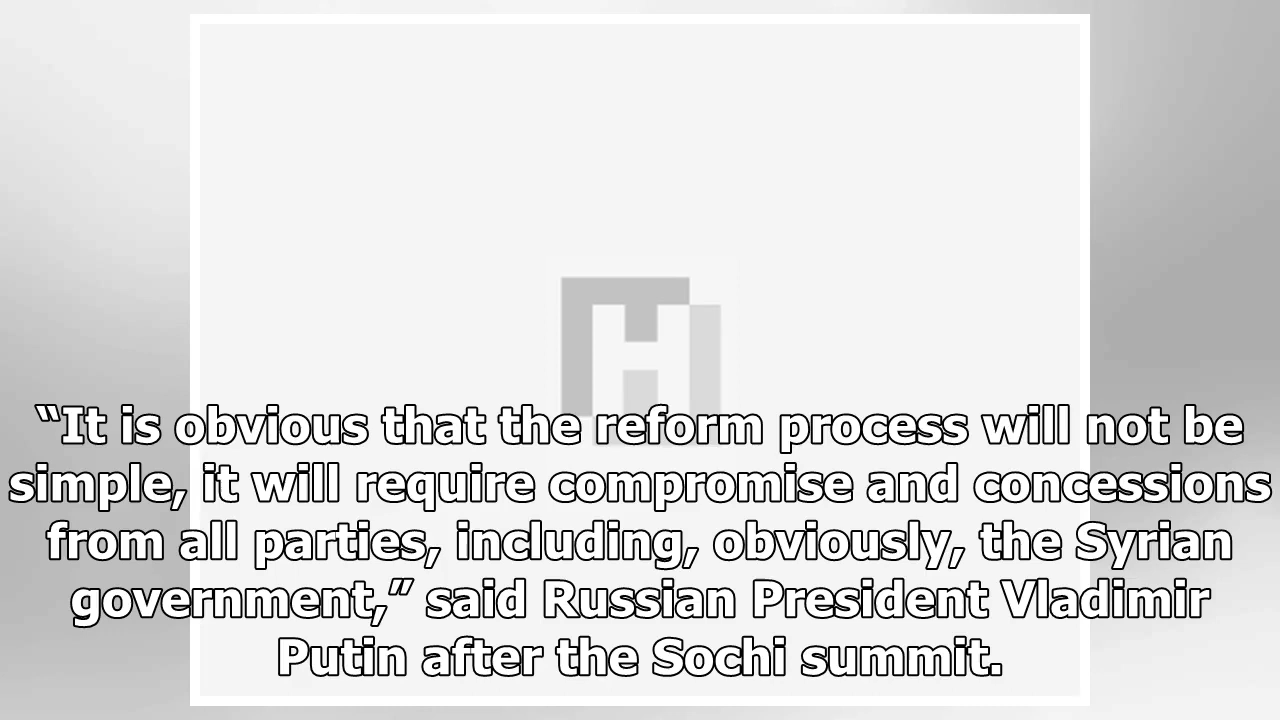 “It is obvious that the reform process will not be
simple, it will require compromise and concessions
from all parties, including, obviously, the Syrian
government,” said Russian President Vladimir
Putin after the Sochi summit.